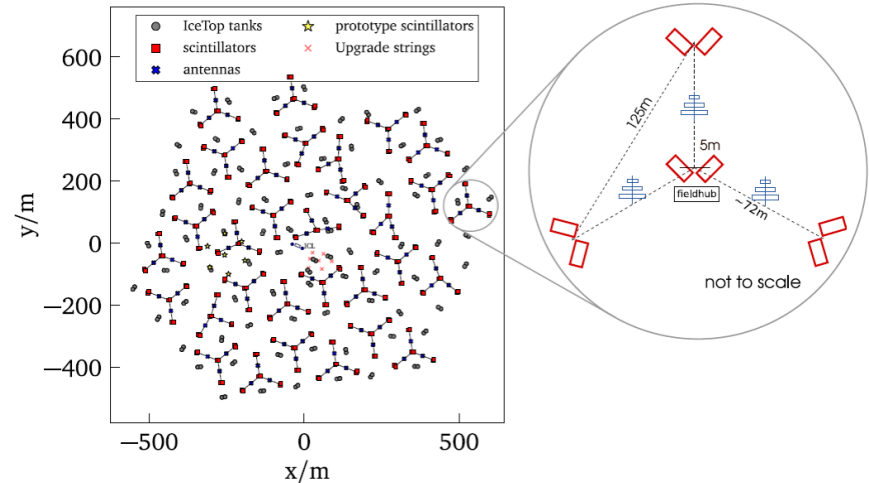 IceTop tanks
scintillators
antennas
prototype scintillators
Upgrade strings
600
400
200
0
−200
−400
y/m
−500
0
500
x/m
ICL
125m
5m
fieldhub
~72m
not to scale